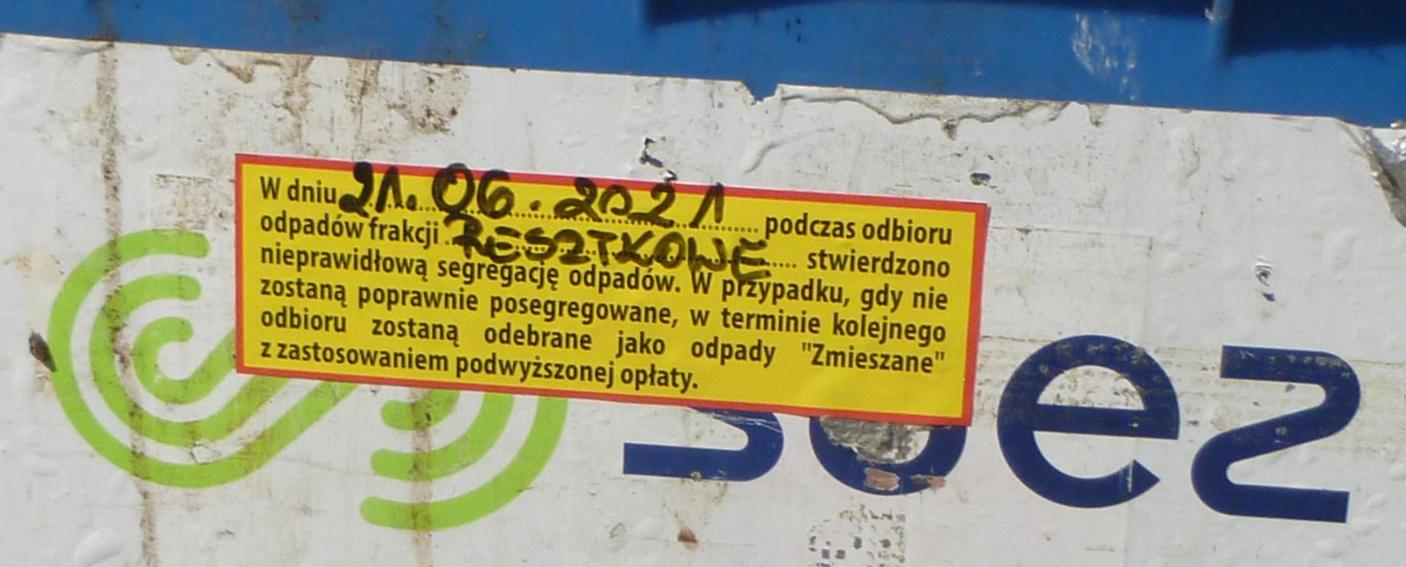 W dniu 21.06.2021 podczas odbioru
odpadów frakcji RESZTKOWE stwierdzono
nieprawidłową segregację odpadów. W przypadku, gdy nie
zostaną poprawnie posegregowane, w terminie kolejnego
odbioru zostaną odebrane jako odpady "Zmieszane"
z zastosowaniem podwyższonej opłaty.
suez